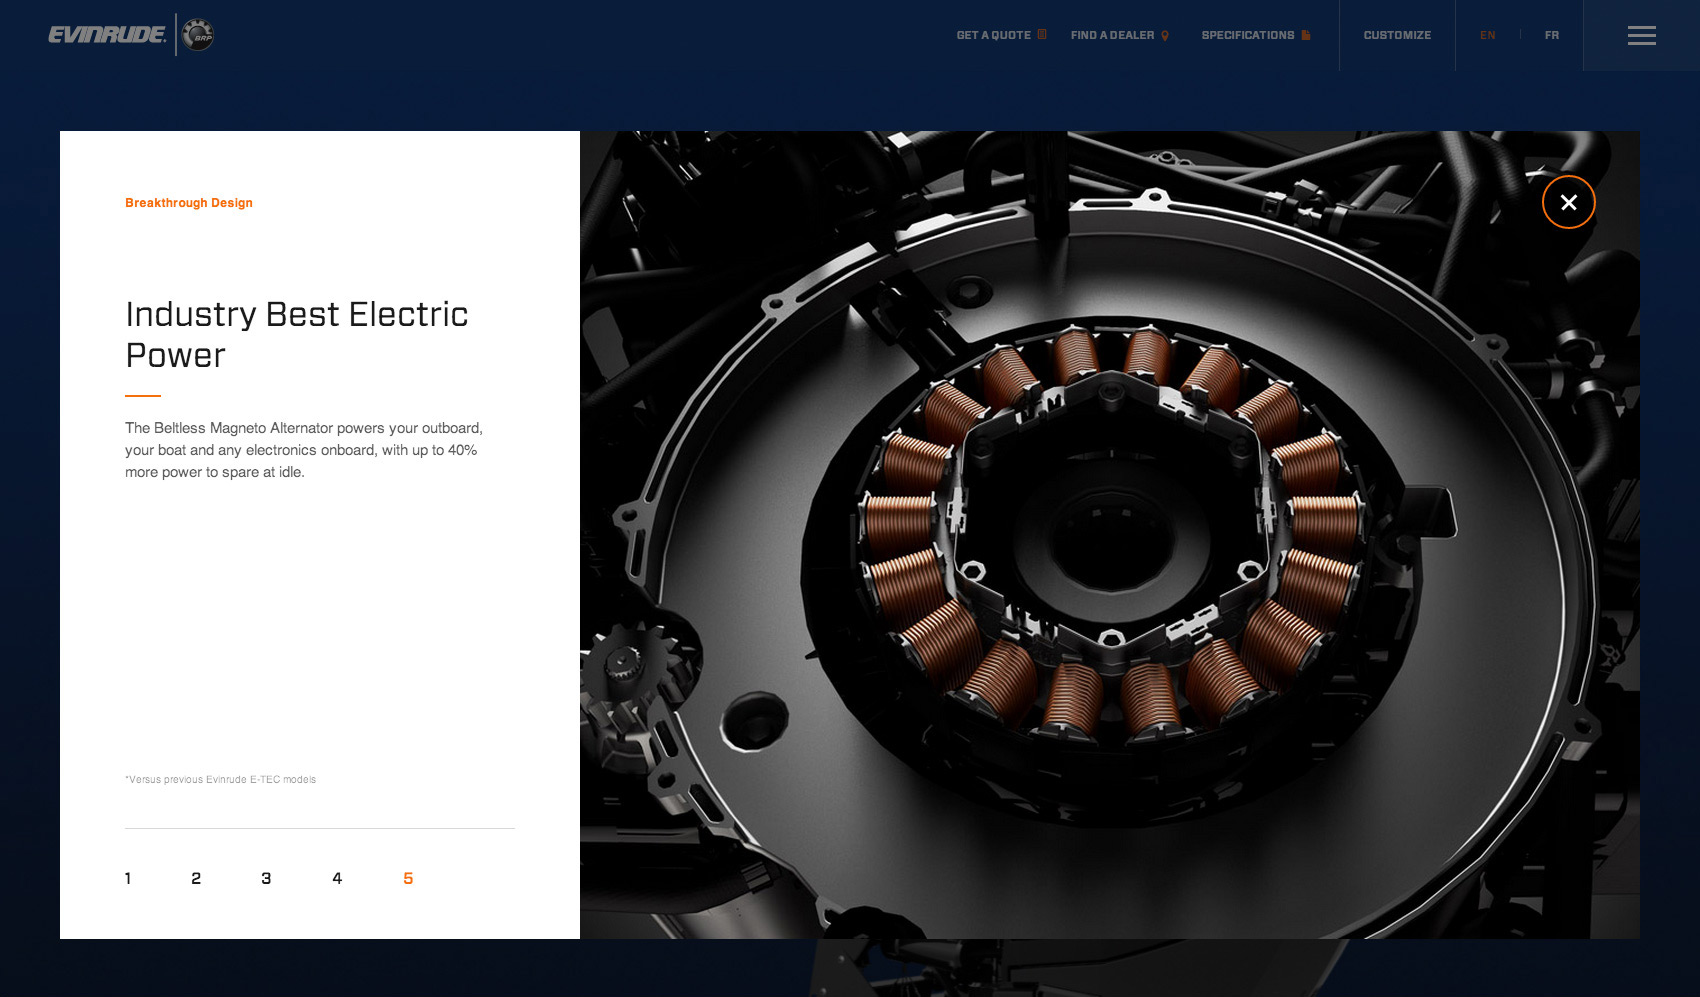 EVINRUDE.
BRP
GET A QUOTE
FIND A DEALER
SPECIFICATIONS
CUSTOMIZE
EN
FR
Breakthrough Design
Industry Best Electric
Power
The Beltless Magneto Alternator powers your outboard,
your boat and any electronics onboard, with up to 40%
more power to spare at idle.
*Versus previous Evinrude E-TEC models
1 2 3 4 5